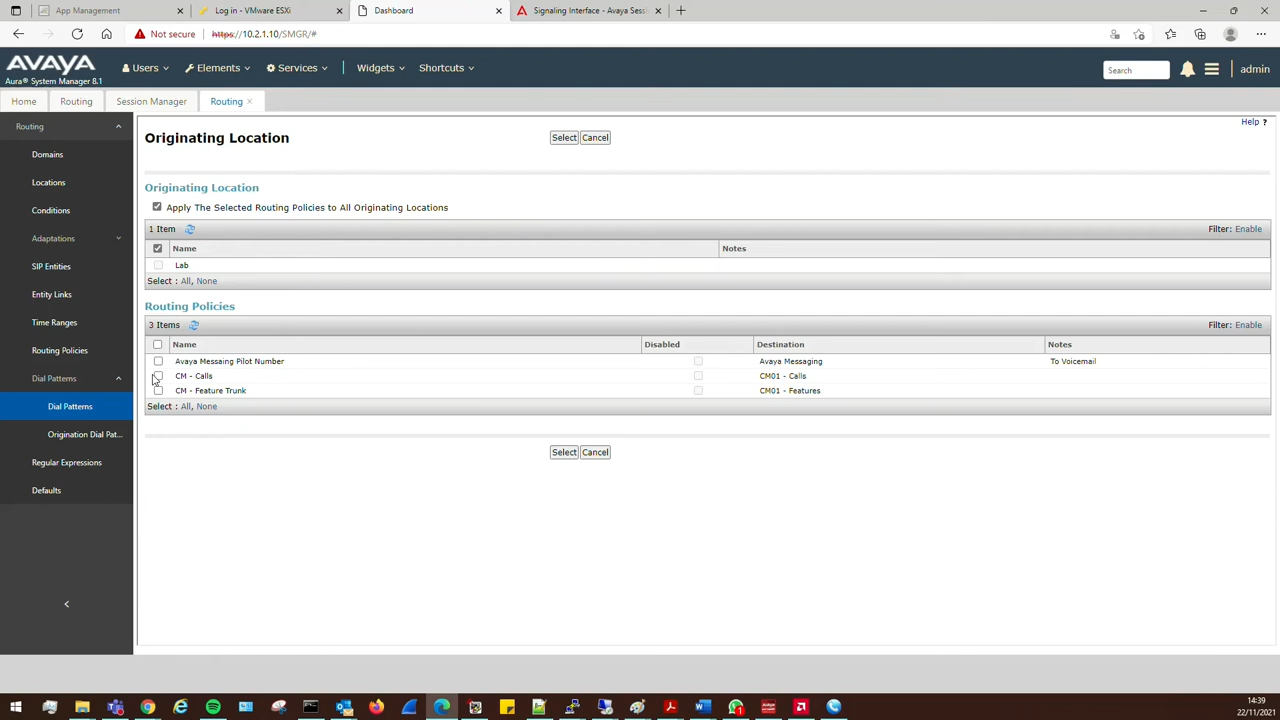 App Management
Log in - VMware ESXi
Dashboard
Signaling Interface - Avaya Sess
Not secure
https://10.2.1.10/SMGR/#
AVAYA
Aura® System Manager 8.1
Users
Elements
Services
Widgets
Shortcuts
Search
admin
Home
Routing
Session Manager
Routing
Routing
Domains
Locations
Conditions
Adaptations
SIP Entities
Entity Links
Time Ranges
Routing Policies
Dial Patterns
Dial Patterns
Origination Dial Pat...
Regular Expressions
Defaults
Help ?
Originating Location
Select
Cancel
Originating Location
Apply The Selected Routing Policies to All Originating Locations
1 Item
Filter: Enable
Name
Notes
Lab
Select : All, None
Routing Policies
3 Items
Filter: Enable
Name
Disabled
Destination
Notes
Avaya Messaing Pilot Number
Avaya Messaging
To Voicemail
CM - Calls
CM01 - Calls
CM - Feature Trunk
CM01 - Features
Select : All, None
Select
Cancel
14:39
22/11/2021